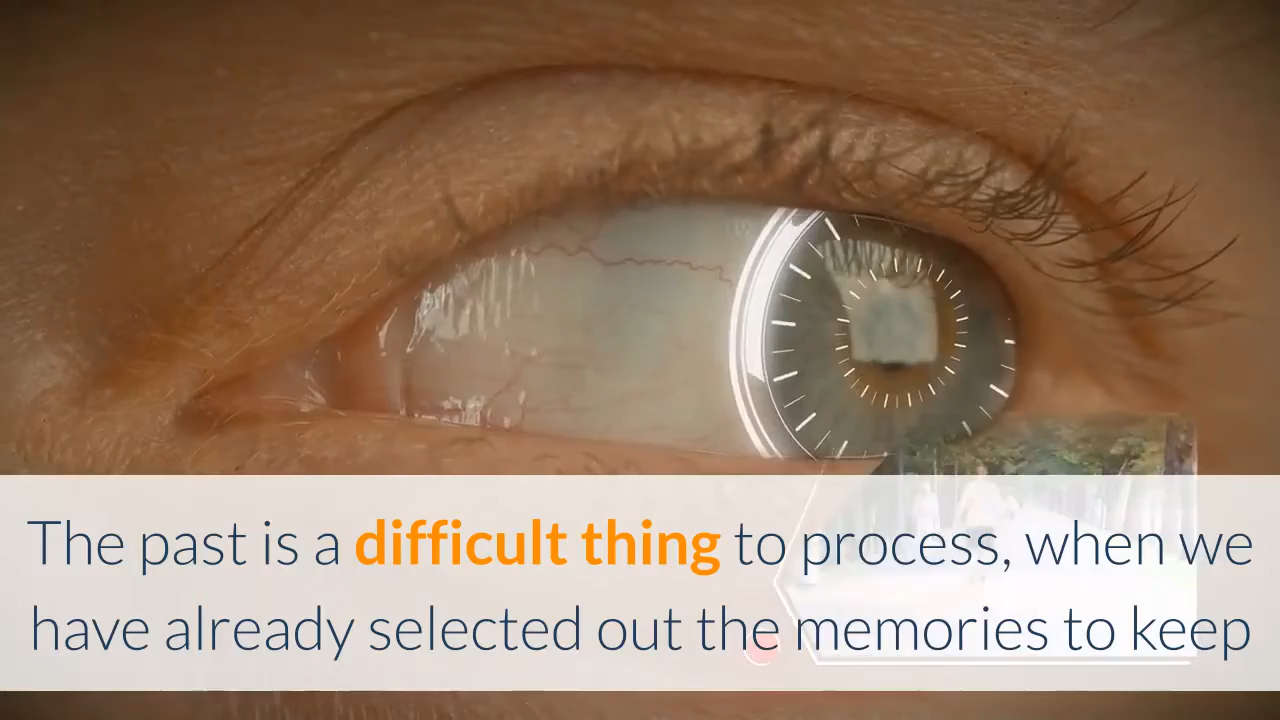 The past is a difficult thing to process, when we
have already selected out the memories to keep